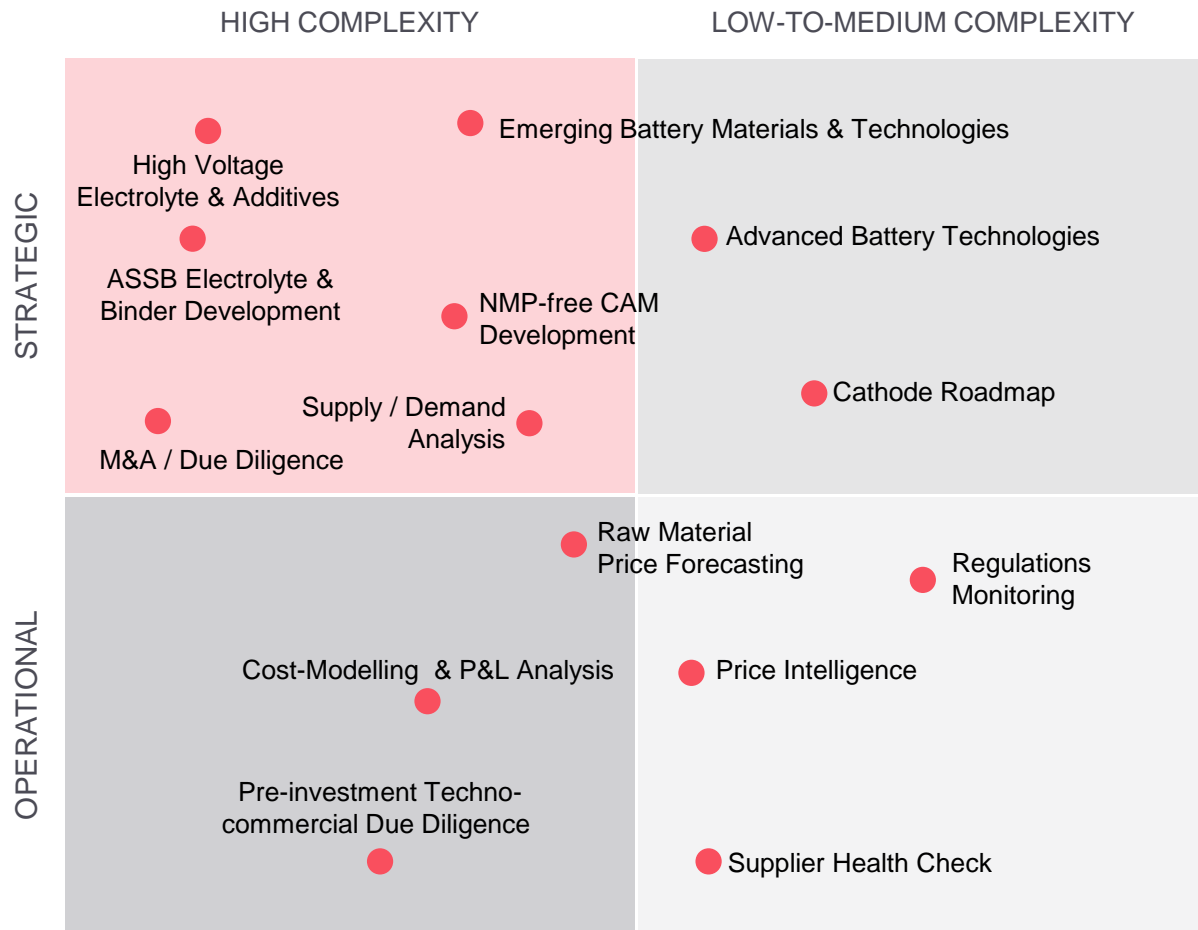 HIGH COMPLEXITY
LOW-TO-MEDIUM COMPLEXITY
STRATEGIC
High Voltage
Electrolyte & Additives
Emerging Battery Materials & Technologies
ASSB Electrolyte &
Binder Development
NMP-free CAM
Development
M&A / Due Diligence
Supply / Demand
Analysis
Advanced Battery Technologies
Cathode Roadmap
OPERATIONAL
Raw Material
Price Forecasting
Cost-Modelling  & P&L Analysis
Pre-investment Techno-
commercial Due Diligence
Regulations
Monitoring
Price Intelligence
Supplier Health Check